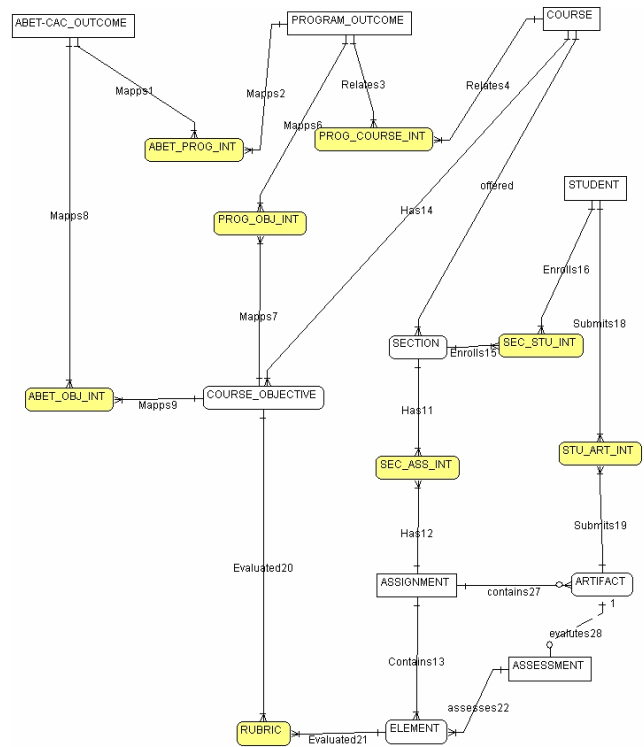 ABET-CAC_OUTCOME
PROGRAM_OUTCOME
COURSE
Mapps1
Mapps2
Relates3
Relates4
Mapps6
ABET_PROG_INT
PROG_COURSE_INT
offered
STUDENT
Mapps8
PROG_OBJ_INT
Has14
Enrolls16
Mapps7
Submits18
SECTION
Enrolls15
SEC_STU_INT
ABET_OBJ_INT
Mapps9
COURSE_OBJECTIVE
Has11
SEC_ASS_INT
STU_ART_INT
Has12
Submits19
Evaluated20
ASSIGNMENT
contains27
ARTIFACT
1
evalutes28
Contains13
ASSESSMENT
assesses22
RUBRIC
Evaluated21
ELEMENT